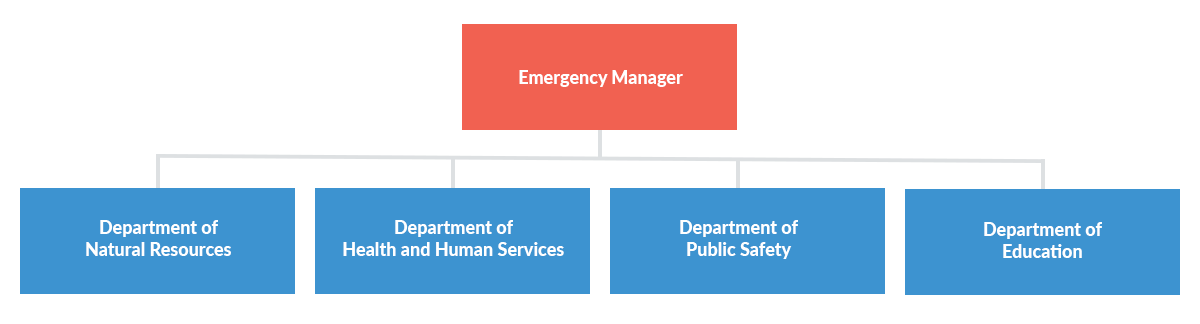 Emergency Manager
Department of
Natural Resources
Department of
Health and Human Services
Department of
Public Safety
Department of
Education